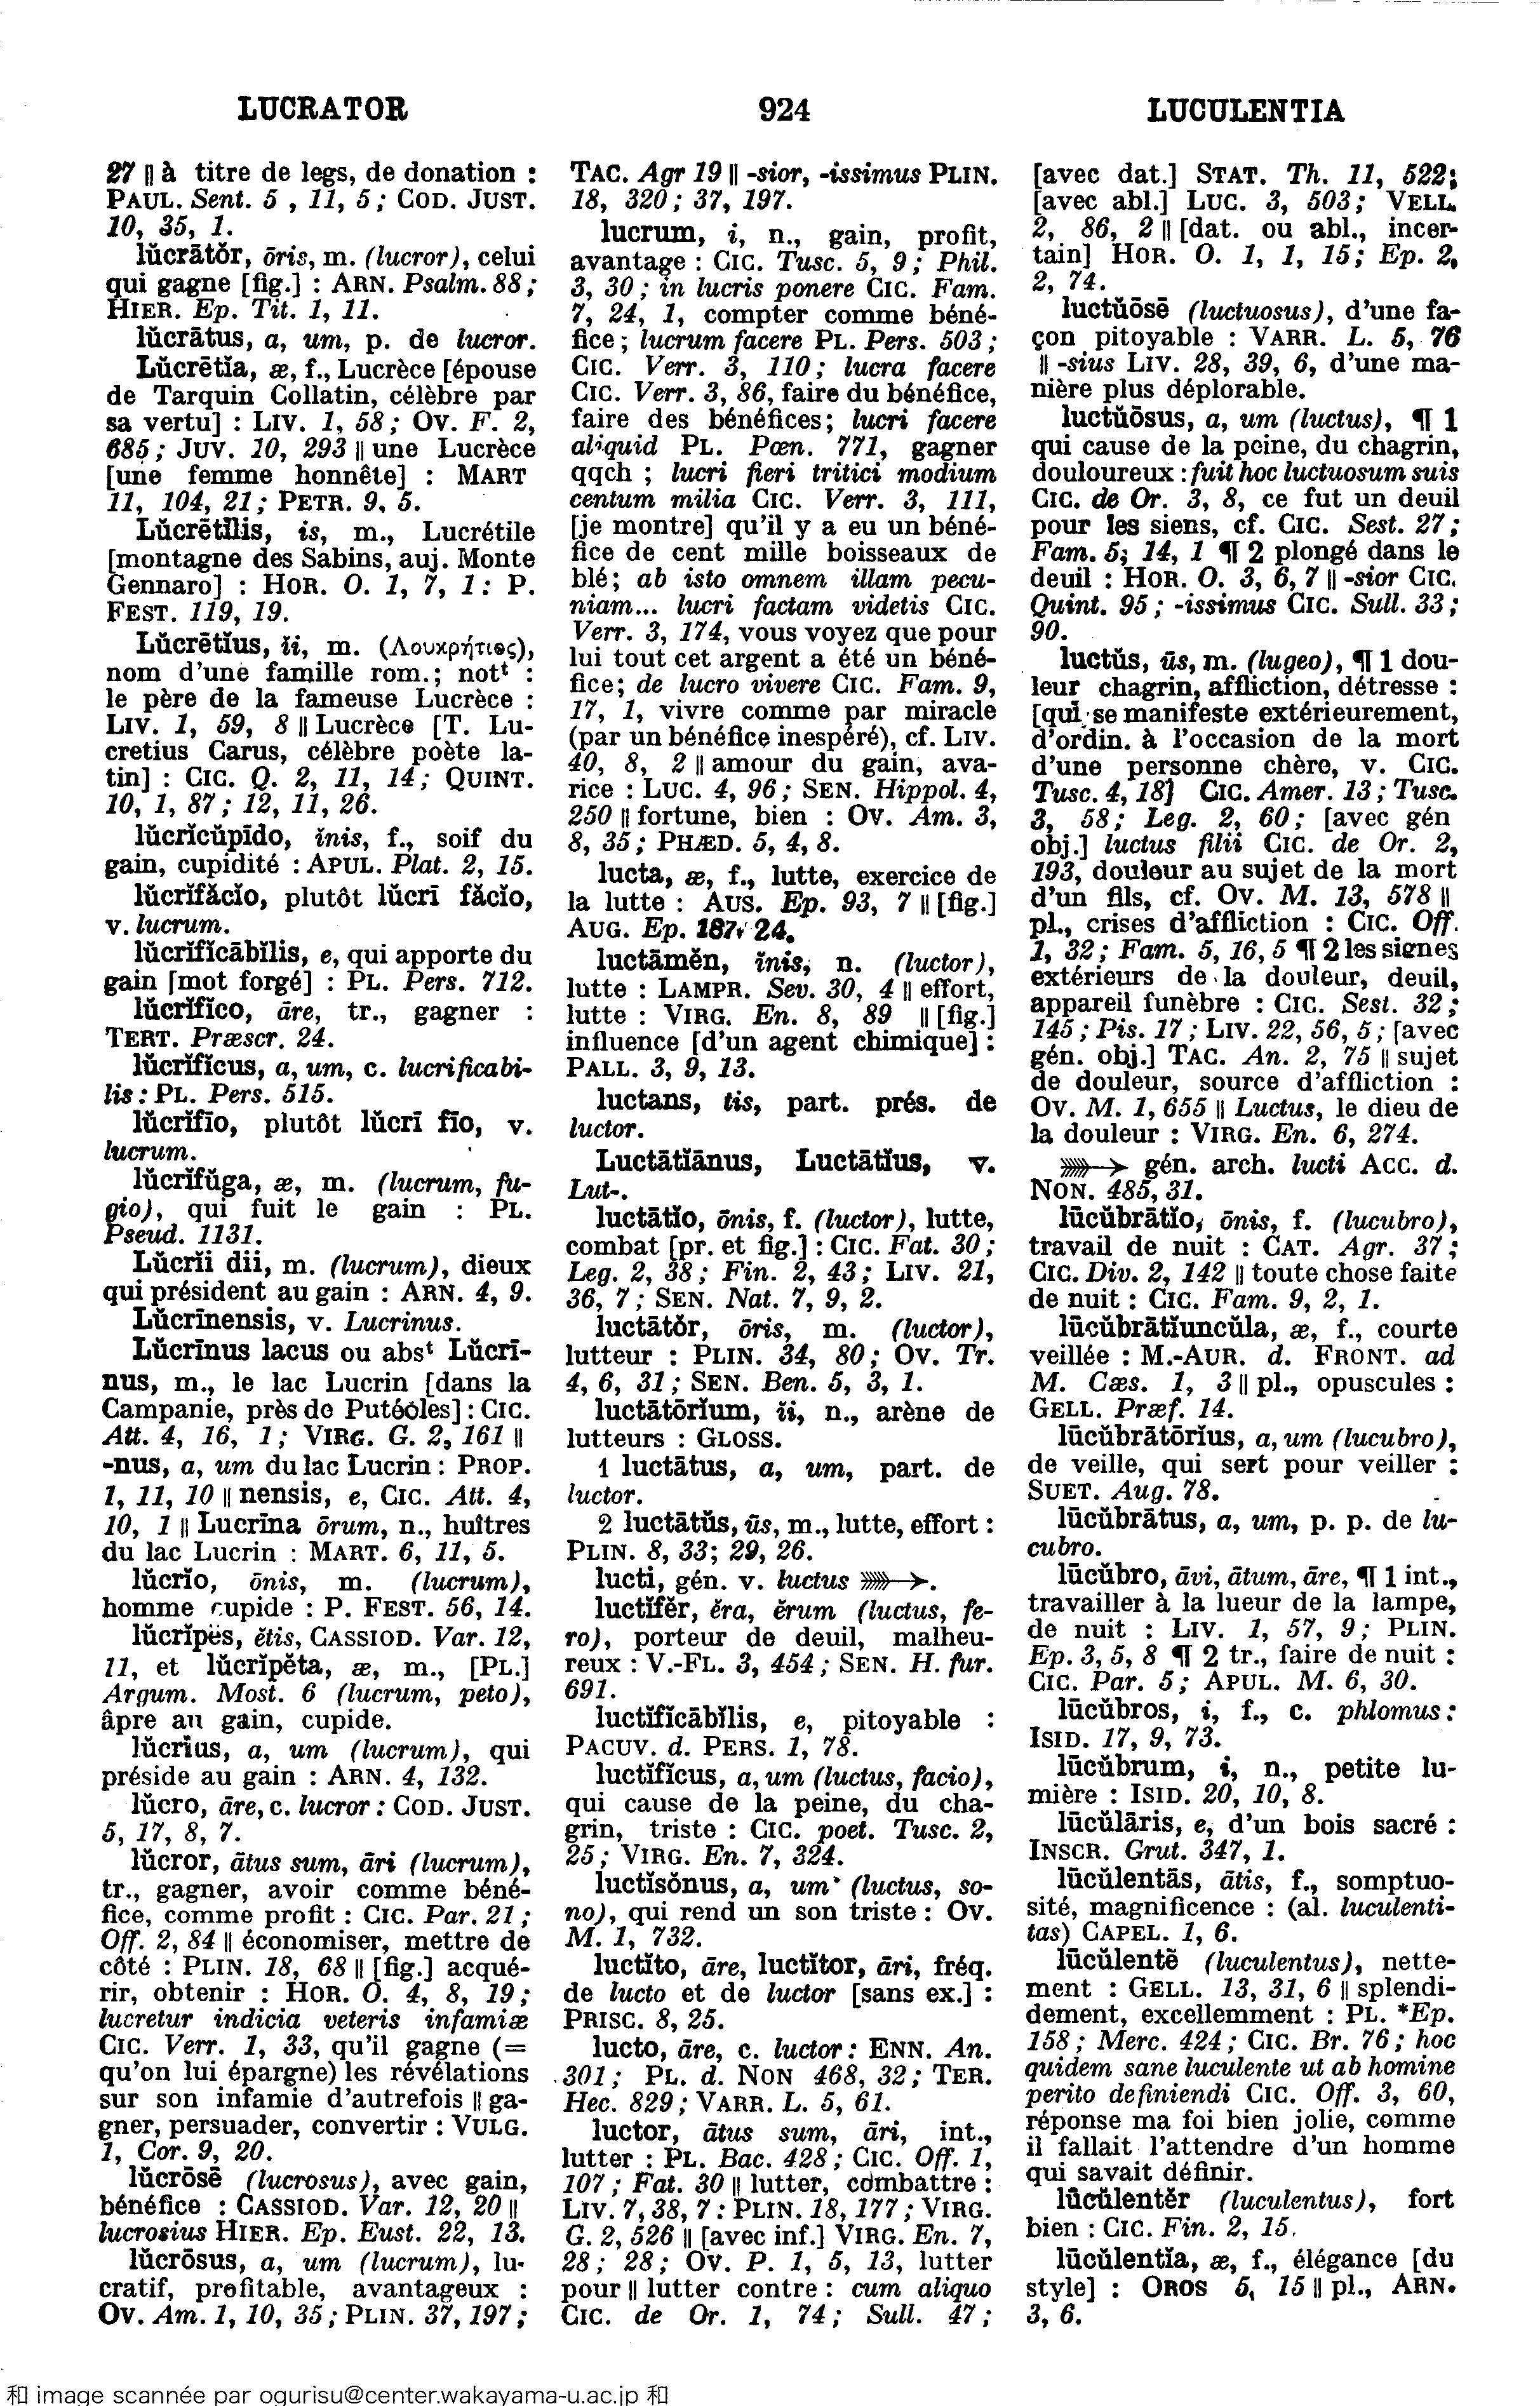 LUCRATOR
924
LUCULENTIA
27 || à titre de legs, de donation :
PAUL. Sent. 5 , 11, 5 ; COD. JUST.
10, 35, 1.
lŭcrātŏr, ōris, m. (lucror), celui
qui gagne [fig.] : ARN. Psalm. 88 ;
HIER. Ep. Tit. 1, 11.
lŭcrātus, a, um, p. de lucror.
Lŭcrētĭa, æ, f., Lucrèce [épouse
de Tarquin Collatin, célèbre par
sa vertu] : LIV. 1, 58 ; OV. F. 2,
685 ; JUV. 10, 293 || une Lucrèce
[une femme honnête] : MART
11, 104, 21 ; PETR. 9, 5.
Lŭcrētĭlis, is, m., Lucrétile
[montagne des Sabins, auj. Monte
Gennaro] : HOR. O. 1, 7, 1 : P.
FEST. 119, 19.
Lŭcrētĭus, ĭi, m. (Λουκρήτιος),
nom d'une famille rom.; notᵗ :
le père de la fameuse Lucrèce :
LIV. 1, 59, 8 || Lucrèce [T. Lu-
cretius Carus, célèbre poète la-
tin] : CIC. Q. 2, 11, 14 ; QUINT.
10, 1, 87 ; 12, 11, 26.
lŭcrĭcŭpīdo, ĭnis, f., soif du
gain, cupidité : APUL. Plat. 2, 15.
lŭcrĭfăcĭo, plutôt lŭcrī făcĭo,
v. lucrum.
lŭcrĭfĭcābĭlis, e, qui apporte du
gain [mot forgé] : PL. Pers. 712.
lŭcrĭfĭco, āre, tr., gagner :
TERT. Præscr. 24.
lŭcrĭfĭcus, a, um, c. lucrificabi-
lis : PL. Pers. 515.
lŭcrĭfīo, plutôt lŭcrī fīo, v.
lucrum.
lŭcrĭfŭga, æ, m. (lucrum, fu-
gio), qui fuit le gain : PL.
Pseud. 1131.
Lŭcrĭi dii, m. (lucrum), dieux
qui président au gain : ARN. 4, 9.
Lŭcrīnensis, v. Lucrinus.
Lŭcrīnus lacus ou absᵗ Lŭcrī-
nus, m., le lac Lucrin [dans la
Campanie, près de Putéoles] : CIC.
Att. 4, 16, 1 ; VIRG. G. 2, 161 ||
-nus, a, um du lac Lucrin : PROP.
1, 11, 10 || nensis, e, CIC. Att. 4,
10, 1 || Lucrīna ōrum, n., huîtres
du lac Lucrin : MART. 6, 11, 5.
lŭcrĭo, ōnis, m. (lucrum),
homme cupide : P. FEST. 56, 14.
lŭcrĭpēs, ĕtis, CASSIOD. Var. 12,
11, et lŭcrĭpĕta, æ, m., [PL.]
Argum. Most. 6 (lucrum, peto),
âpre au gain, cupide.
lŭcrĭus, a, um (lucrum), qui
préside au gain : ARN. 4, 132.
lŭcro, āre, c. lucror : COD. JUST.
5, 17, 8, 7.
lŭcror, ātus sum, āri (lucrum),
tr., gagner, avoir comme béné-
fice, comme profit : CIC. Par. 21 ;
Off. 2, 84 || économiser, mettre de
côté : PLIN. 18, 68 || [fig.] acqué-
rir, obtenir : HOR. O. 4, 8, 19 ;
lucretur indicia veteris infamiæ
CIC. Verr. 1, 33, qu'il gagne (=
qu'on lui épargne) les révélations
sur son infamie d'autrefois || ga-
gner, persuader, convertir : VULG.
1, Cor. 9, 20.
lŭcrōsē (lucrosus), avec gain,
bénéfice : CASSIOD. Var. 12, 20 ||
lucrosius HIER. Ep. Eust. 22, 13.
lŭcrōsus, a, um (lucrum), lu-
cratif, profitable, avantageux :
OV. Am. 1, 10, 35 ; PLIN. 37, 197 ;
TAC. Agr 19 || -sior, -issimus PLIN.
18, 320 ; 37, 197.
lucrum, i, n., gain, profit,
avantage : CIC. Tusc. 5, 9 ; Phil.
3, 30 ; in lucris ponere CIC. Fam.
7, 24, 1, compter comme béné-
fice ; lucrum facere PL. Pers. 503 ;
CIC. Verr. 3, 110 ; lucra facere
CIC. Verr. 3, 86, faire du bénéfice,
faire des bénéfices; lucri facere
aliquid PL. Pœn. 771, gagner
qqch ; lucri fieri tritici modium
centum milia CIC. Verr. 3, 111,
[je montre] qu'il y a eu un béné-
fice de cent mille boisseaux de
blé; ab isto omnem illam pecu-
niam... lucri factam videtis CIC.
Verr. 3, 174, vous voyez que pour
lui tout cet argent a été un béné-
fice; de lucro vivere CIC. Fam. 9,
17, 1, vivre comme par miracle
(par un bénéfice inespéré), cf. LIV.
40, 8, 2 || amour du gain, ava-
rice : LUC. 4, 96 ; SEN. Hippol. 4,
250 || fortune, bien : OV. Am. 3,
8, 35 ; PHÆD. 5, 4, 8.
lucta, æ, f., lutte, exercice de
la lutte : AUS. Ep. 93, 7 || [fig.]
AUG. Ep. 187, 24.
luctāmĕn, ĭnis, n. (luctor),
lutte : LAMPR. Sev. 30, 4 || effort,
lutte : VIRG. En. 8, 89 || [fig.]
influence [d'un agent chimique] :
PALL. 3, 9, 13.
luctans, tis, part. prés. de
luctor.
Luctātĭānus, Luctātĭus, v.
Lut-.
luctātĭo, ōnis, f. (luctor), lutte,
combat [pr. et fig.] : CIC. Fat. 30 ;
Leg. 2, 38 ; Fin. 2, 43 ; LIV. 21,
36, 7 ; SEN. Nat. 7, 9, 2.
luctātŏr, ōris, m. (luctor),
lutteur : PLIN. 34, 80 ; OV. Tr.
4, 6, 31 ; SEN. Ben. 5, 3, 1.
luctātōrĭum, ĭi, n., arène de
lutteurs : GLOSS.
1 luctātus, a, um, part. de
luctor.
2 luctātŭs, ūs, m., lutte, effort :
PLIN. 8, 33; 29, 26.
lucti, gén. v. luctus ⟫→.
luctĭfĕr, ĕra, ĕrum (luctus, fe-
ro), porteur de deuil, malheu-
reux : V.-FL. 3, 454 ; SEN. H. fur.
691.
luctĭfĭcābĭlis, e, pitoyable :
PACUV. d. PERS. 1, 78.
luctĭfĭcus, a, um (luctus, facio),
qui cause de la peine, du cha-
grin, triste : CIC. poet. Tusc. 2,
25 ; VIRG. En. 7, 324.
luctĭsŏnus, a, um (luctus, so-
no), qui rend un son triste : OV.
M. 1, 732.
luctĭto, āre, luctĭtor, āri, fréq.
de lucto et de luctor [sans ex.] :
PRISC. 8, 25.
lucto, āre, c. luctor : ENN. An.
301 ; PL. d. NON 468, 32 ; TER.
Hec. 829 ; VARR. L. 5, 61.
luctor, ātus sum, āri, int.,
lutter : PL. Bac. 428 ; CIC. Off. 1,
107 ; Fat. 30 || lutter, combattre :
LIV. 7, 38, 7 : PLIN. 18, 177 ; VIRG.
G. 2, 526 || [avec inf.] VIRG. En. 7,
28 ; 28 ; OV. P. 1, 5, 13, lutter
pour || lutter contre : cum aliquo
CIC. de Or. 1, 74 ; Sull. 47 ;
[avec dat.] STAT. Th. 11, 522;
[avec abl.] LUC. 3, 503 ; VELL.
2, 86, 2 || [dat. ou abl., incer-
tain] HOR. O. 1, 1, 15 ; Ep. 2,
2, 74.
luctŭōsē (luctuosus), d'une fa-
çon pitoyable : VARR. L. 5, 76
|| -sius LIV. 28, 39, 6, d'une ma-
nière plus déplorable.
luctŭōsus, a, um (luctus), ¶ 1
qui cause de la peine, du chagrin,
douloureux : fuit hoc luctuosum suis
CIC. de Or. 3, 8, ce fut un deuil
pour les siens, cf. CIC. Sest. 27 ;
Fam. 5; 14, 1 ¶ 2 plongé dans le
deuil : HOR. O. 3, 6, 7 || -sior CIC.
Quint. 95 ; -issimus CIC. Sull. 33 ;
90.
luctŭs, ūs, m. (lugeo), ¶ 1 dou-
leur chagrin, affliction, détresse :
[qui se manifeste extérieurement,
d'ordin. à l'occasion de la mort
d'une personne chère, v. CIC.
Tusc. 4, 18] CIC. Amer. 13 ; Tusc.
3, 58 ; Leg. 2, 60 ; [avec gén
obj.] luctus filii CIC. de Or. 2,
193, douleur au sujet de la mort
d'un fils, cf. OV. M. 13, 578 ||
pl., crises d'affliction : CIC. Off.
1, 32 ; Fam. 5, 16, 5 ¶ 2 les signes
extérieurs de la douleur, deuil,
appareil funèbre : CIC. Sest. 32 ;
145 ; Pis. 17 ; LIV. 22, 56, 5 ; [avec
gén. obj.] TAC. An. 2, 75 || sujet
de douleur, source d'affliction :
OV. M. 1, 655 || Luctus, le dieu de
la douleur : VIRG. En. 6, 274.
⟫→ gén. arch. lucti ACC. d.
NON. 485, 31.
lūcŭbrātĭo, ōnis, f. (lucubro),
travail de nuit : CAT. Agr. 37 ;
CIC. Div. 2, 142 || toute chose faite
de nuit : CIC. Fam. 9, 2, 1.
lūcŭbrātĭuncŭla, æ, f., courte
veillée : M.-AUR. d. FRONT. ad
M. Cæs. 1, 3 || pl., opuscules :
GELL. Præf. 14.
lūcŭbrātōrĭus, a, um (lucubro),
de veille, qui sert pour veiller :
SUET. Aug. 78.
lūcŭbrātus, a, um, p. p. de lu-
cubro.
lūcŭbro, āvi, ātum, āre, ¶ 1 int.,
travailler à la lueur de la lampe,
de nuit : LIV. 1, 57, 9 ; PLIN.
Ep. 3, 5, 8 ¶ 2 tr., faire de nuit :
CIC. Par. 5 ; APUL. M. 6, 30.
lūcŭbros, i, f., c. phlomus :
ISID. 17, 9, 73.
lūcŭbrum, i, n., petite lu-
mière : ISID. 20, 10, 8.
lūcŭlāris, e, d'un bois sacré :
INSCR. Grut. 347, 1.
lūcŭlentās, ātis, f., somptuo-
sité, magnificence : (al. luculenti-
tas) CAPEL. 1, 6.
lūcŭlentē (luculentus), nette-
ment : GELL. 13, 31, 6 || splendi-
dement, excellemment : PL. *Ep.
158 ; Merc. 424 ; CIC. Br. 76 ; hoc
quidem sane luculente ut ab homine
perito definiendi CIC. Off. 3, 60,
réponse ma foi bien jolie, comme
il fallait l'attendre d'un homme
qui savait définir.
lūcŭlentĕr (luculentus), fort
bien : CIC. Fin. 2, 15.
lūcŭlentĭa, æ, f., élégance [du
style] : OROS 5, 15 || pl., ARN.
3, 6.
和 image scannée par ogurisu@center.wakayama-u.ac.jp 和